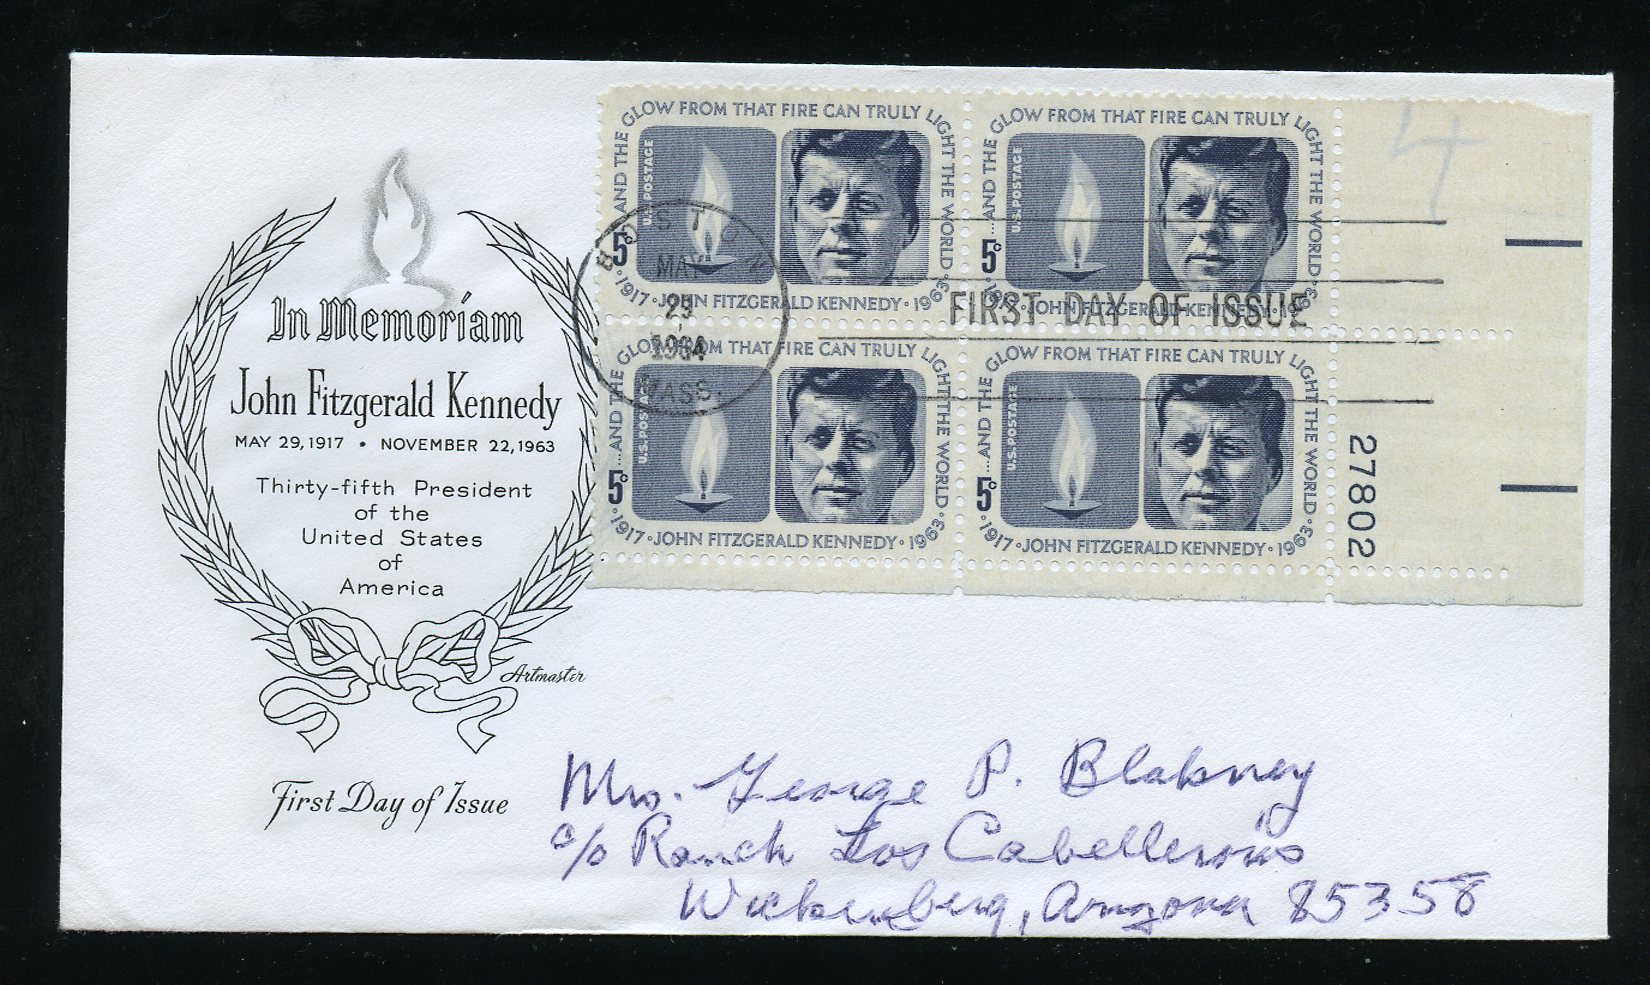 In Memoriam
John Fitzgerald Kennedy
MAY 29, 1917 • NOVEMBER 22, 1963
Thirty-fifth President
of the
United States
of
America
Artmaster
First Day of Issue
...AND THE GLOW FROM THAT FIRE CAN TRULY LIGHT THE WORLD.
U.S. POSTAGE
5c
1917 • JOHN FITZGERALD KENNEDY • 1963
...AND THE GLOW FROM THAT FIRE CAN TRULY LIGHT THE WORLD.
U.S. POSTAGE
5c
1917 • JOHN FITZGERALD KENNEDY • 1963
4
BOSTON
MAY
29
1964
MASS.
FIRST DAY OF ISSUE
...AND THE GLOW FROM THAT FIRE CAN TRULY LIGHT THE WORLD.
U.S. POSTAGE
5c
1917 • JOHN FITZGERALD KENNEDY • 1963
...AND THE GLOW FROM THAT FIRE CAN TRULY LIGHT THE WORLD.
U.S. POSTAGE
5c
1917 • JOHN FITZGERALD KENNEDY • 1963
27802
Mrs. George P. Blakney
c/o Ranch Los
Wickenberg, Arizona 85358